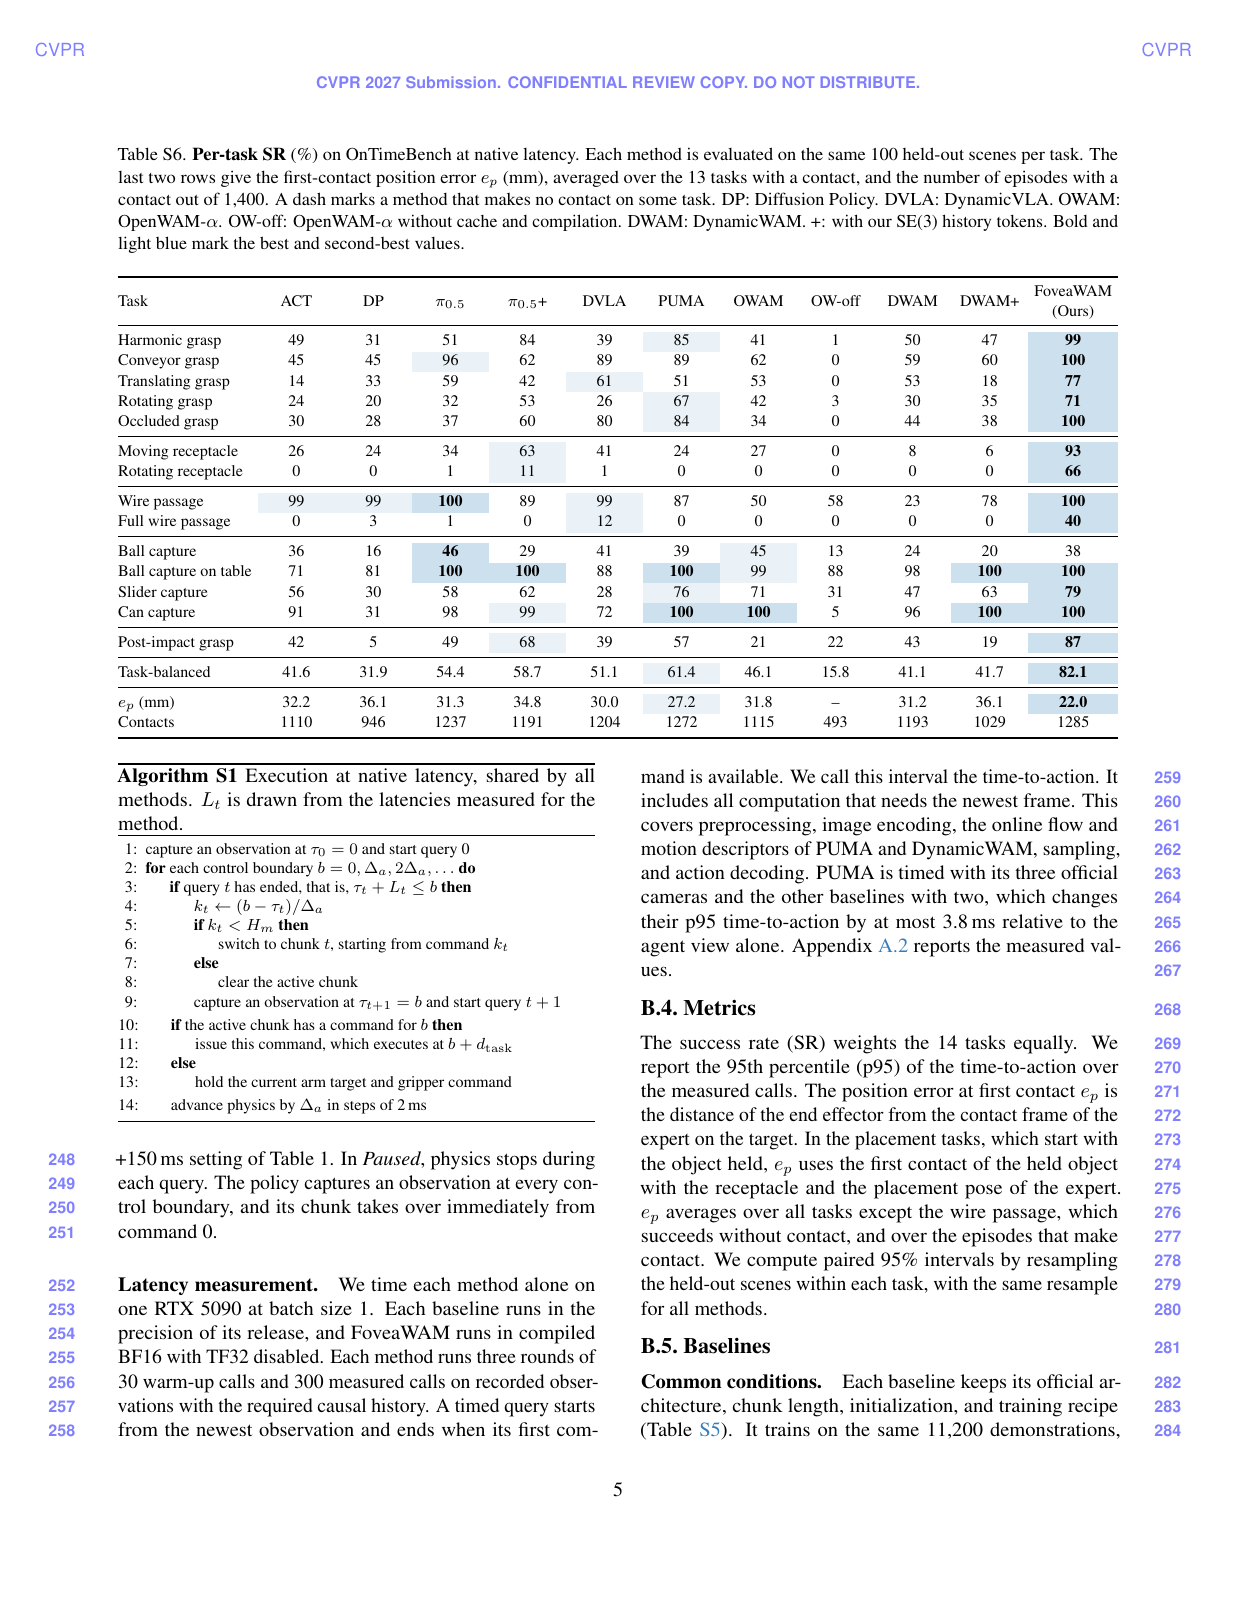 CVPR
CVPR
CVPR 2027 Submission. CONFIDENTIAL REVIEW COPY. DO NOT DISTRIBUTE.
Table S6. Per-task SR (%) on OnTimeBench at native latency. Each method is evaluated on the same 100 held-out scenes per task. The
last two rows give the first-contact position error eₚ (mm), averaged over the 13 tasks with a contact, and the number of episodes with a
contact out of 1,400. A dash marks a method that makes no contact on some task. DP: Diffusion Policy. DVLA: DynamicVLA. OWAM:
OpenWAM-α. OW-off: OpenWAM-α without cache and compilation. DWAM: DynamicWAM. +: with our SE(3) history tokens. Bold and
light blue mark the best and second-best values.
Task ACT DP π₀.₅ π₀.₅+ DVLA PUMA OWAM OW-off DWAM DWAM+ FoveaWAM (Ours)
Harmonic grasp 49 31 51 84 39 85 41 1 50 47 99
Conveyor grasp 45 45 96 62 89 89 62 0 59 60 100
Translating grasp 14 33 59 42 61 51 53 0 53 18 77
Rotating grasp 24 20 32 53 26 67 42 3 30 35 71
Occluded grasp 30 28 37 60 80 84 34 0 44 38 100
Moving receptacle 26 24 34 63 41 24 27 0 8 6 93
Rotating receptacle 0 0 1 11 1 0 0 0 0 0 66
Wire passage 99 99 100 89 99 87 50 58 23 78 100
Full wire passage 0 3 1 0 12 0 0 0 0 0 40
Ball capture 36 16 46 29 41 39 45 13 24 20 38
Ball capture on table 71 81 100 100 88 100 99 88 98 100 100
Slider capture 56 30 58 62 28 76 71 31 47 63 79
Can capture 91 31 98 99 72 100 100 5 96 100 100
Post-impact grasp 42 5 49 68 39 57 21 22 43 19 87
Task-balanced 41.6 31.9 54.4 58.7 51.1 61.4 46.1 15.8 41.1 41.7 82.1
eₚ (mm) 32.2 36.1 31.3 34.8 30.0 27.2 31.8 – 31.2 36.1 22.0
Contacts 1110 946 1237 1191 1204 1272 1115 493 1193 1029 1285
Algorithm S1 Execution at native latency, shared by all
methods. Lₜ is drawn from the latencies measured for the
method.
1: capture an observation at τ₀ = 0 and start query 0
2: for each control boundary b = 0, Δₐ, 2Δₐ, . . . do
3: if query t has ended, that is, τₜ + Lₜ ≤ b then
4: kₜ ← (b − τₜ)/Δₐ
5: if kₜ < Hₘ then
6: switch to chunk t, starting from command kₜ
7: else
8: clear the active chunk
9: capture an observation at τₜ₊₁ = b and start query t + 1
10: if the active chunk has a command for b then
11: issue this command, which executes at b + d_task
12: else
13: hold the current arm target and gripper command
14: advance physics by Δₐ in steps of 2 ms
248 +150 ms setting of Table 1. In Paused, physics stops during
249 each query. The policy captures an observation at every con-
250 trol boundary, and its chunk takes over immediately from
251 command 0.
252 Latency measurement. We time each method alone on
253 one RTX 5090 at batch size 1. Each baseline runs in the
254 precision of its release, and FoveaWAM runs in compiled
255 BF16 with TF32 disabled. Each method runs three rounds of
256 30 warm-up calls and 300 measured calls on recorded obser-
257 vations with the required causal history. A timed query starts
258 from the newest observation and ends when its first com-
mand is available. We call this interval the time-to-action. It 259
includes all computation that needs the newest frame. This 260
covers preprocessing, image encoding, the online flow and 261
motion descriptors of PUMA and DynamicWAM, sampling, 262
and action decoding. PUMA is timed with its three official 263
cameras and the other baselines with two, which changes 264
their p95 time-to-action by at most 3.8 ms relative to the 265
agent view alone. Appendix A.2 reports the measured val- 266
ues. 267
B.4. Metrics 268
The success rate (SR) weights the 14 tasks equally. We 269
report the 95th percentile (p95) of the time-to-action over 270
the measured calls. The position error at first contact eₚ is 271
the distance of the end effector from the contact frame of the 272
expert on the target. In the placement tasks, which start with 273
the object held, eₚ uses the first contact of the held object 274
with the receptacle and the placement pose of the expert. 275
eₚ averages over all tasks except the wire passage, which 276
succeeds without contact, and over the episodes that make 277
contact. We compute paired 95% intervals by resampling 278
the held-out scenes within each task, with the same resample 279
for all methods. 280
B.5. Baselines 281
Common conditions. Each baseline keeps its official ar- 282
chitecture, chunk length, initialization, and training recipe 283
(Table S5). It trains on the same 11,200 demonstrations, 284
5